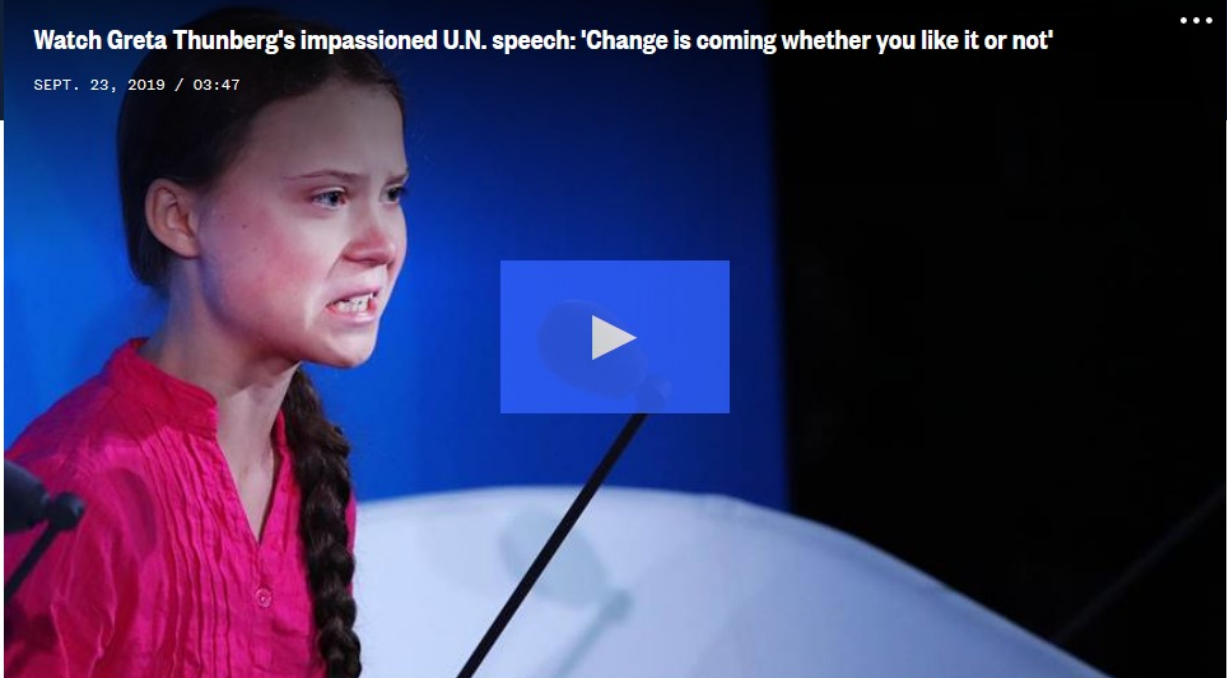 Watch Greta Thunberg's impassioned U.N. speech: 'Change is coming whether you like it or not'
SEPT. 23, 2019 / 03:47